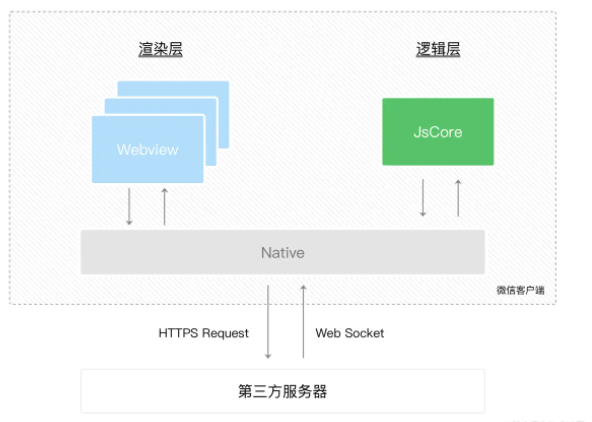 渲染层
逻辑层
Webview
JsCore
Native
微信客户端
HTTPS Request
Web Socket
第三方服务器